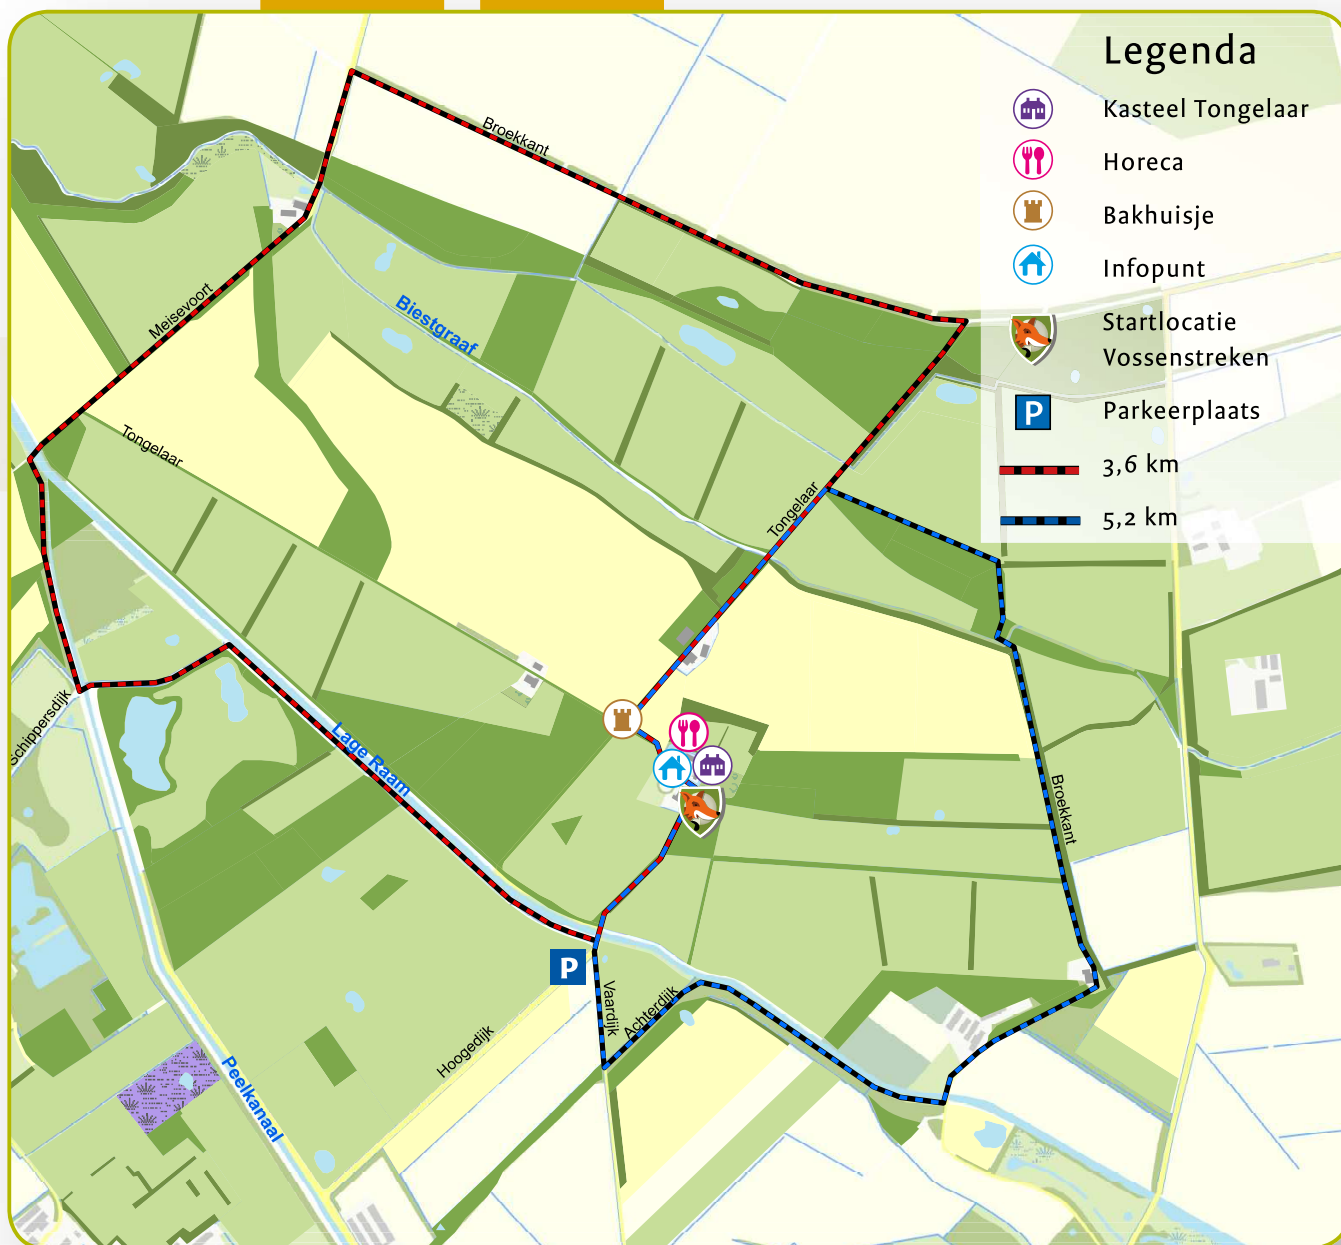 Legenda
Kasteel Tongelaar
Horeca
Bakhuisje
Infopunt
Startlocatie
Vossenstreken
P
Parkeerplaats
3,6 km
5,2 km
Broekkant
Meisevoort
Biestgraaf
Tongelaar
Tongelaar
Schippersdijk
Lage Raam
Broekkant
P
Vaardijk
Achterdijk
Hoogedijk
Peelkanaal